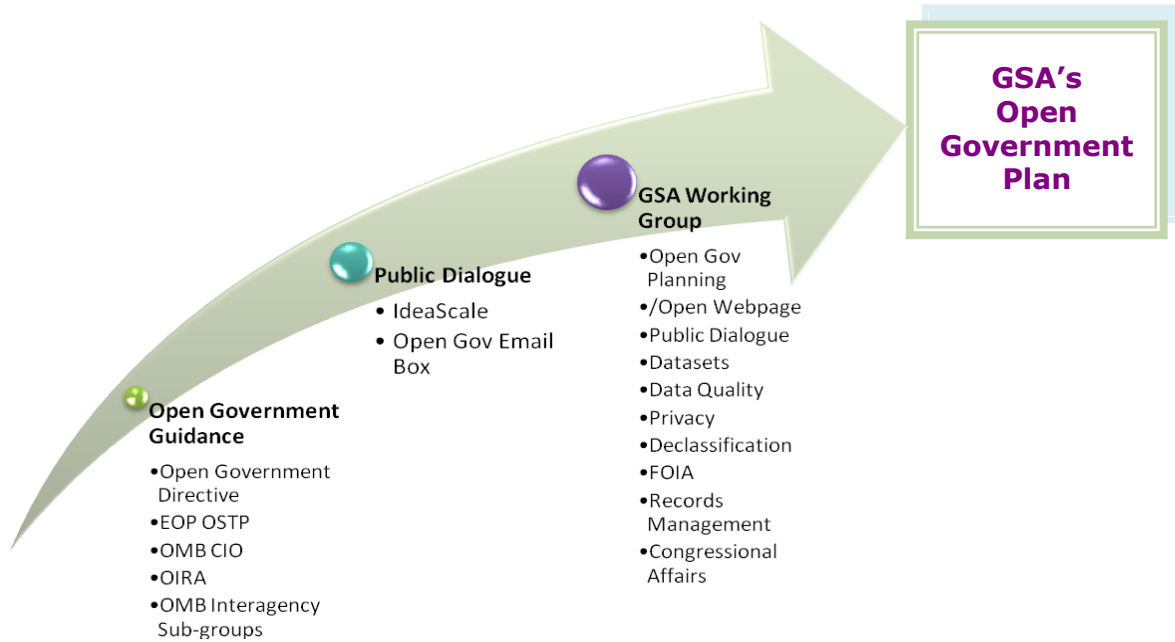 GSA’s
Open
Government
Plan
GSA Working
Group
•Open Gov
Planning
•/Open Webpage
•Public Dialogue
•Datasets
•Data Quality
•Privacy
•Declassification
•FOIA
•Records
Management
•Congressional
Affairs
Public Dialogue
• IdeaScale
• Open Gov Email
Box
Open Government
Guidance
•Open Government
Directive
•EOP OSTP
•OMB CIO
•OIRA
•OMB Interagency
Sub-groups